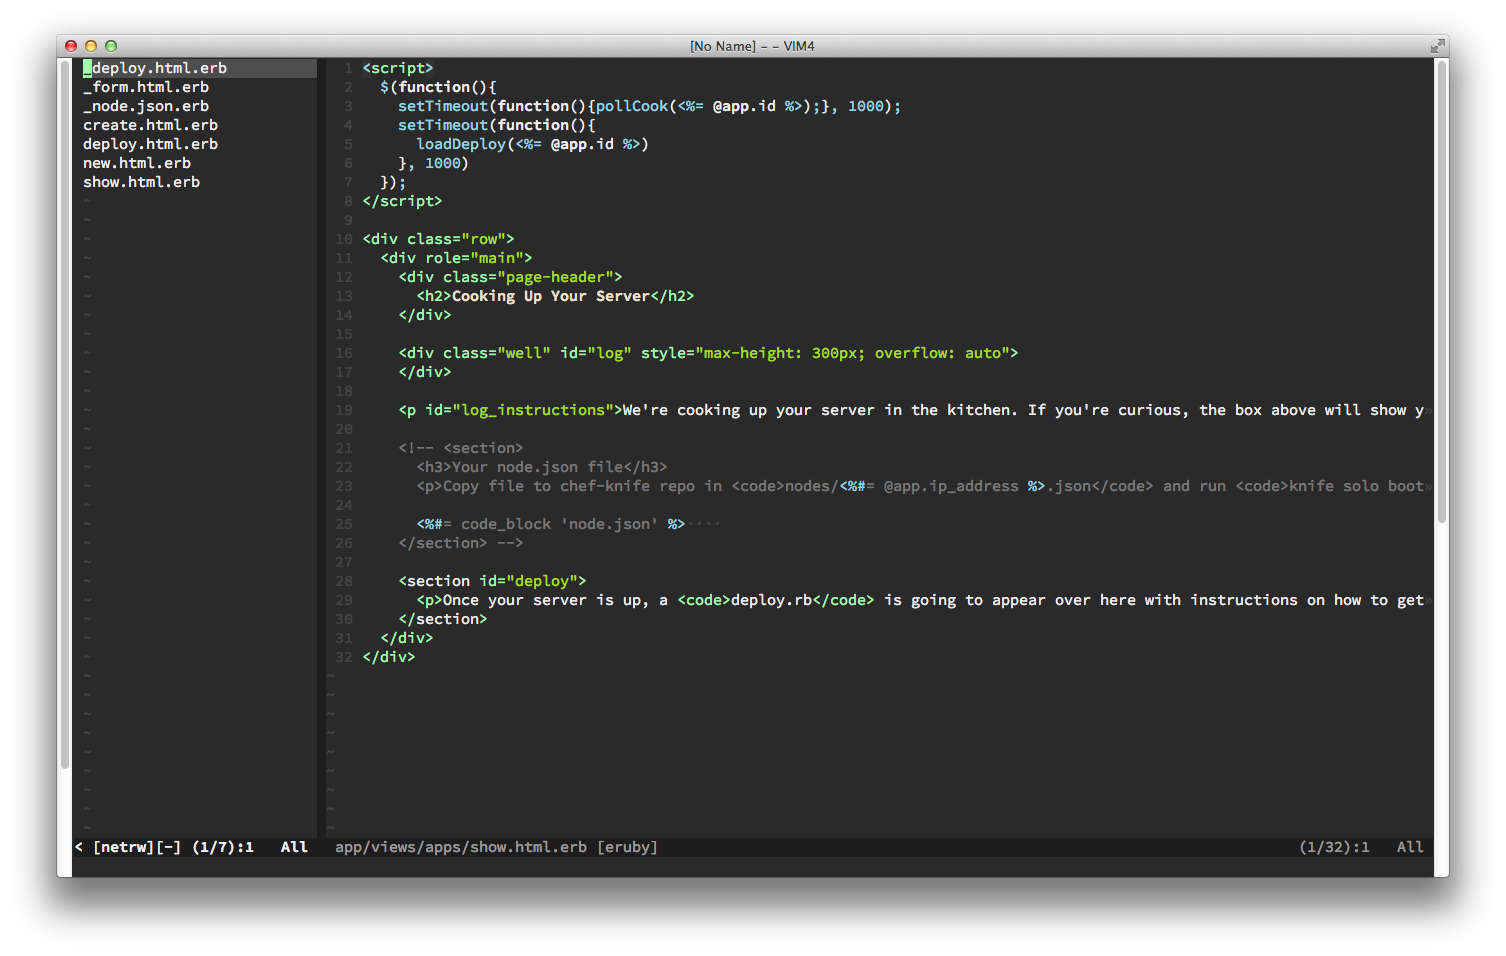 [No Name] – – VIM4
_deploy.html.erb
_form.html.erb
_node.json.erb
create.html.erb
deploy.html.erb
new.html.erb
show.html.erb
1 <script>
2   $(function(){
3     setTimeout(function(){pollCook(<%= @app.id %>);}, 1000);
4     setTimeout(function(){
5       loadDeploy(<%= @app.id %>)
6     }, 1000)
7   });
8 </script>
9
10 <div class="row">
11   <div role="main">
12     <div class="page-header">
13       <h2>Cooking Up Your Server</h2>
14     </div>
15
16     <div class="well" id="log" style="max-height: 300px; overflow: auto">
17     </div>
18
19     <p id="log_instructions">We're cooking up your server in the kitchen. If you're curious, the box above will show y»
20
21     <!-- <section>
22       <h3>Your node.json file</h3>
23       <p>Copy file to chef-knife repo in <code>nodes/<%#= @app.ip_address %>.json</code> and run <code>knife solo boot»
24
25       <%#= code_block 'node.json' %>····
26     </section> -->
27
28     <section id="deploy">
29       <p>Once your server is up, a <code>deploy.rb</code> is going to appear over here with instructions on how to get»
30     </section>
31   </div>
32 </div>
< [netrw][-] (1/7):1   All   app/views/apps/show.html.erb [eruby]   (1/32):1   All